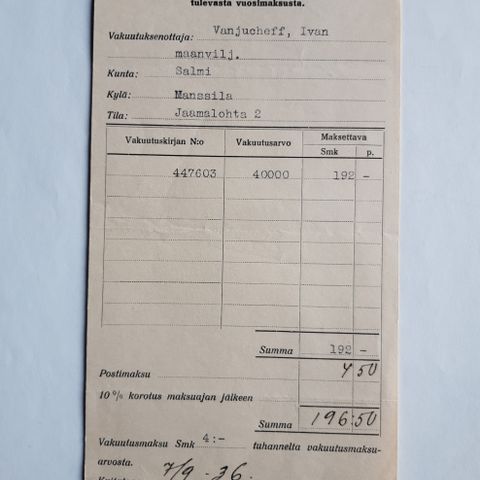 tulevasta vuosimaksusta.
Vakuutuksenottaja: Vanjucheff, Ivan
maanvilj.
Kunta: Salmi
Kylä: Manssila
Tila: Jaamalohta 2
Vakuutuskirjan N:o Vakuutusarvo Maksettava
Smk p.
447603 40000 192 -
Summa 192 -
Postimaksu 4 50
10 % korotus maksuajan jälkeen
Summa 196:50
Vakuutusmaksu Smk 4:- tuhannelta vakuutusmaksu-
arvosta.
7/9 - 36.